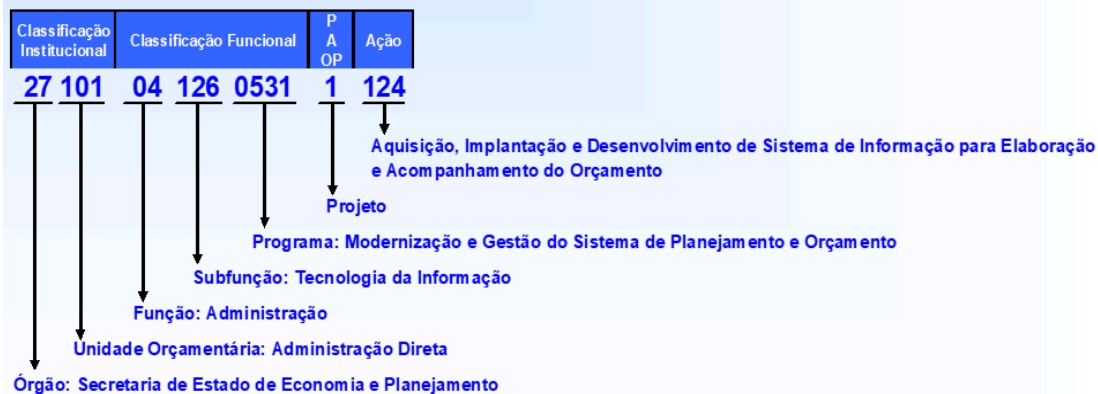 Classificação
Institucional
Classificação Funcional
P
A
OP
Ação
27 101 04 126 0531 1 124
Aquisição, Implantação e Desenvolvimento de Sistema de Informação para Elaboração
e Acompanhamento do Orçamento
Projeto
Programa: Modernização e Gestão do Sistema de Planejamento e Orçamento
Subfunção: Tecnologia da Informação
Função: Administração
Unidade Orçamentária: Administração Direta
Órgão: Secretaria de Estado de Economia e Planejamento